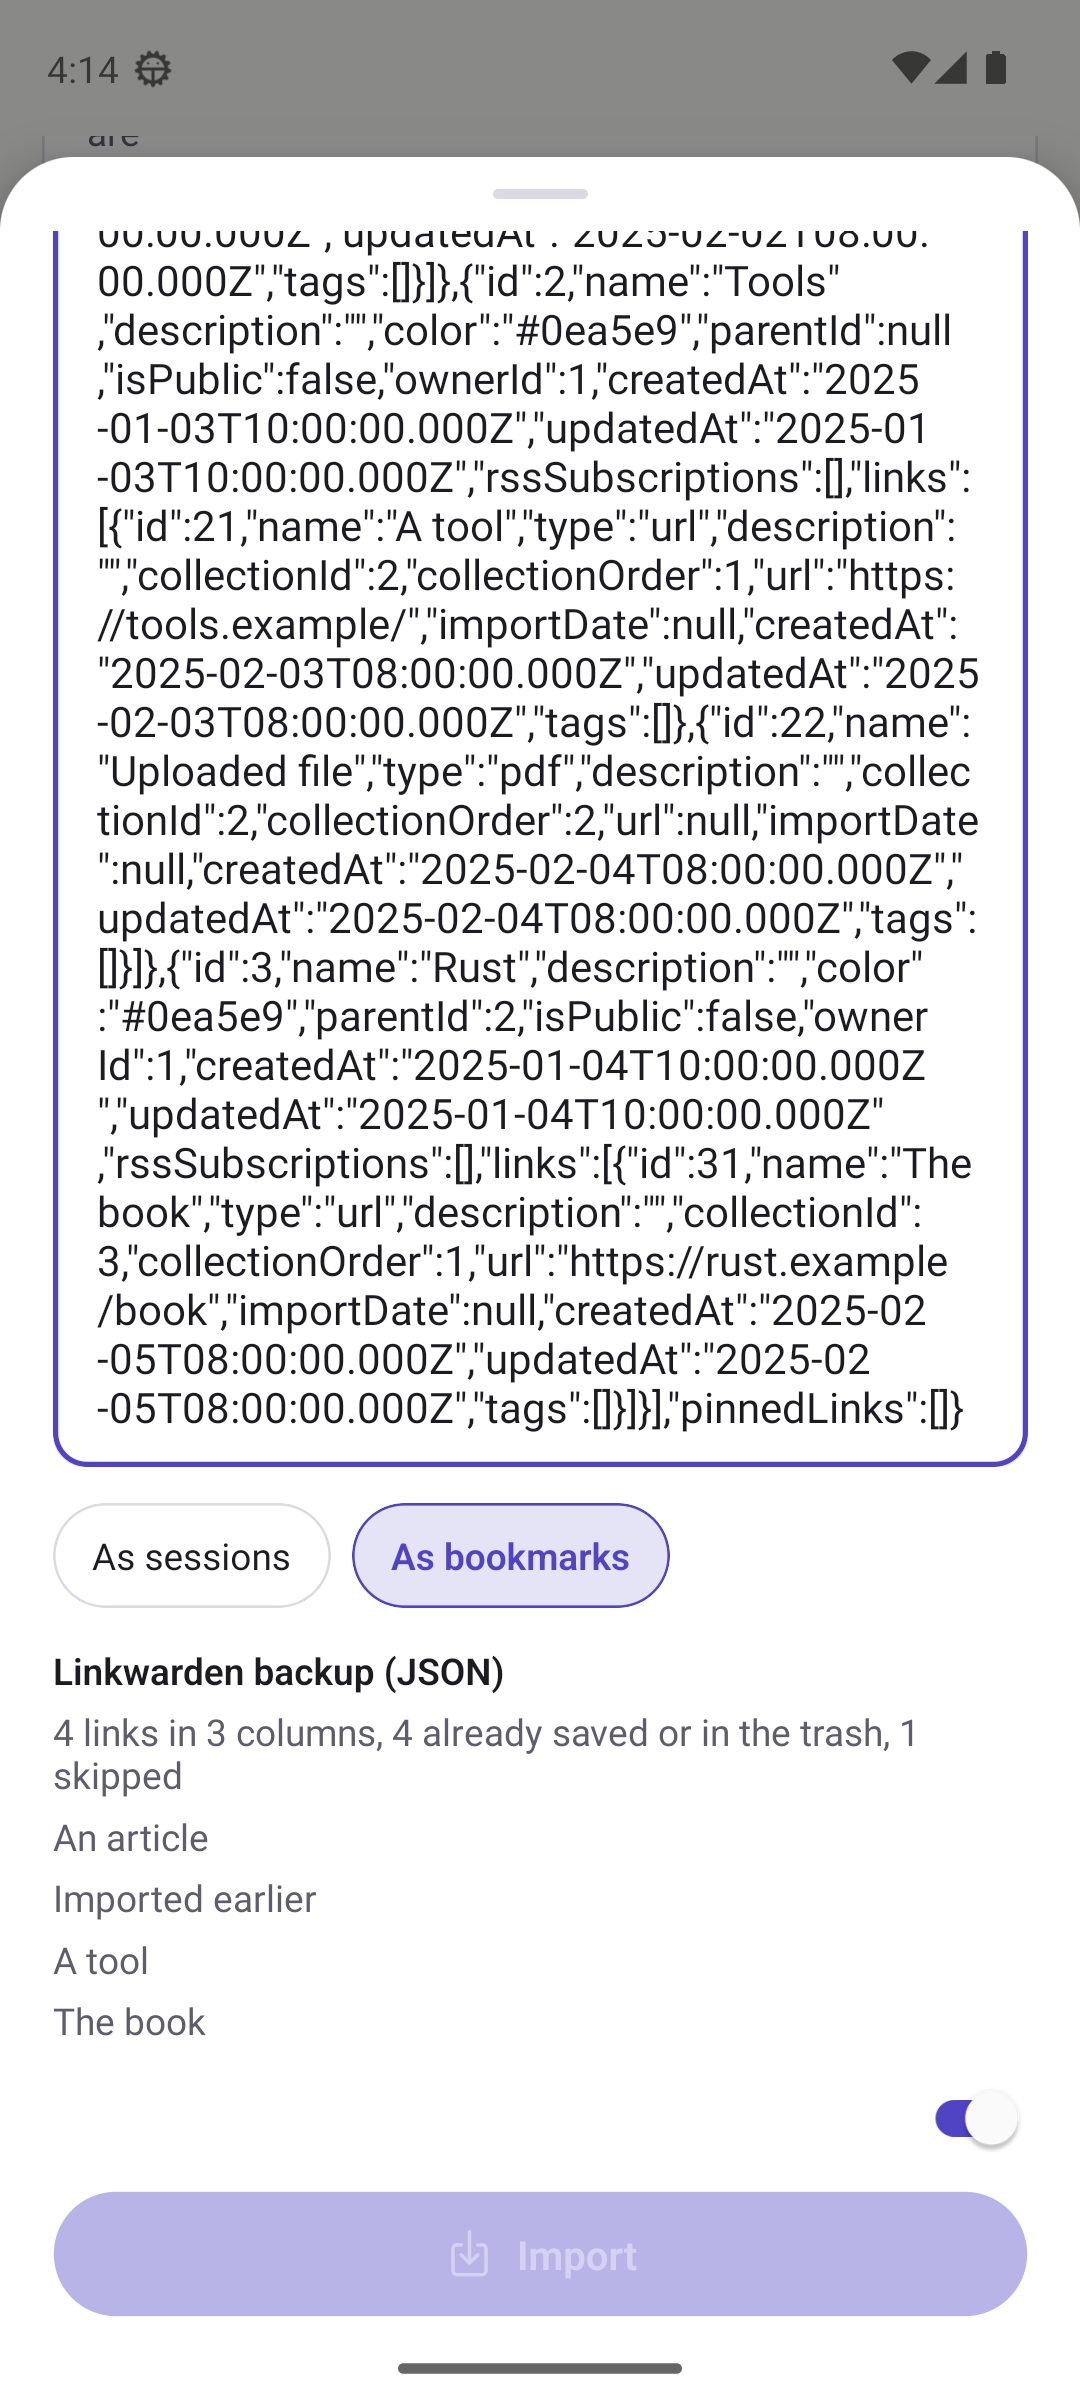 4:14
are
00.00.000Z","updatedAt":"2025-02-02T08:00:
00.000Z","tags":[]}]},{"id":2,"name":"Tools"
,"description":"","color":"#0ea5e9","parentId":null
,"isPublic":false,"ownerId":1,"createdAt":"2025
-01-03T10:00:00.000Z","updatedAt":"2025-01
-03T10:00:00.000Z","rssSubscriptions":[],"links":
[{"id":21,"name":"A tool","type":"url","description":
"","collectionId":2,"collectionOrder":1,"url":"https:
//tools.example/","importDate":null,"createdAt":
"2025-02-03T08:00:00.000Z","updatedAt":"2025
-02-03T08:00:00.000Z","tags":[]},{"id":22,"name":
"Uploaded file","type":"pdf","description":"","collec
tionId":2,"collectionOrder":2,"url":null,"importDate
":null,"createdAt":"2025-02-04T08:00:00.000Z","
updatedAt":"2025-02-04T08:00:00.000Z","tags":
[]}]},{"id":3,"name":"Rust","description":"","color"
:"#0ea5e9","parentId":2,"isPublic":false,"owner
Id":1,"createdAt":"2025-01-04T10:00:00.000Z
","updatedAt":"2025-01-04T10:00:00.000Z"
,"rssSubscriptions":[],"links":[{"id":31,"name":"The
book","type":"url","description":"","collectionId":
3,"collectionOrder":1,"url":"https://rust.example
/book","importDate":null,"createdAt":"2025-02
-05T08:00:00.000Z","updatedAt":"2025-02
-05T08:00:00.000Z","tags":[]}]}],"pinnedLinks":[]}
As sessions
As bookmarks
Linkwarden backup (JSON)
4 links in 3 columns, 4 already saved or in the trash, 1
skipped
An article
Imported earlier
A tool
The book
Import